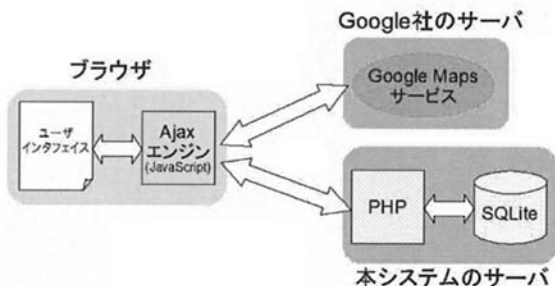 Google社のサーバ
ブラウザ
Google Maps
サービス
ユーザ
インタフェイス
Ajax
エンジン
(JavaScript)
PHP
SQLite
本システムのサーバ